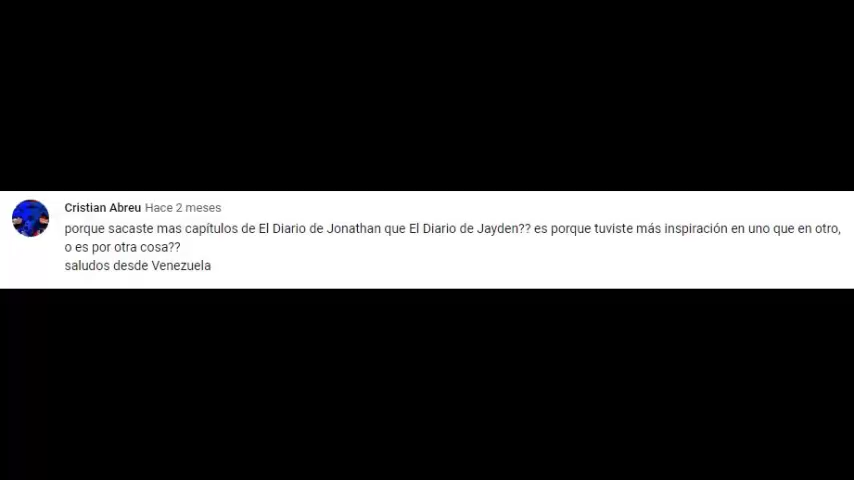 Cristian Abreu Hace 2 meses
porque sacaste mas capítulos de El Diario de Jonathan que El Diario de Jayden?? es porque tuviste más inspiración en uno que en otro,
o es por otra cosa??
saludos desde Venezuela